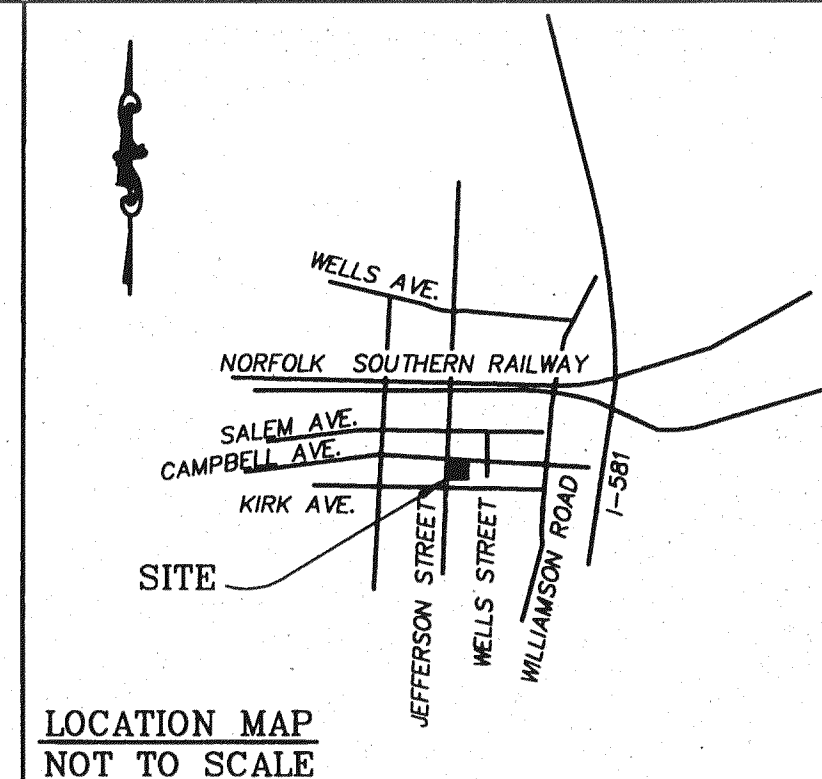 WELLS AVE.
NORFOLK SOUTHERN RAILWAY
SALEM AVE.
CAMPBELL AVE.
KIRK AVE.
SITE
JEFFERSON STREET
WELLS STREET
WILLIAMSON ROAD
I-581
LOCATION MAP
NOT TO SCALE